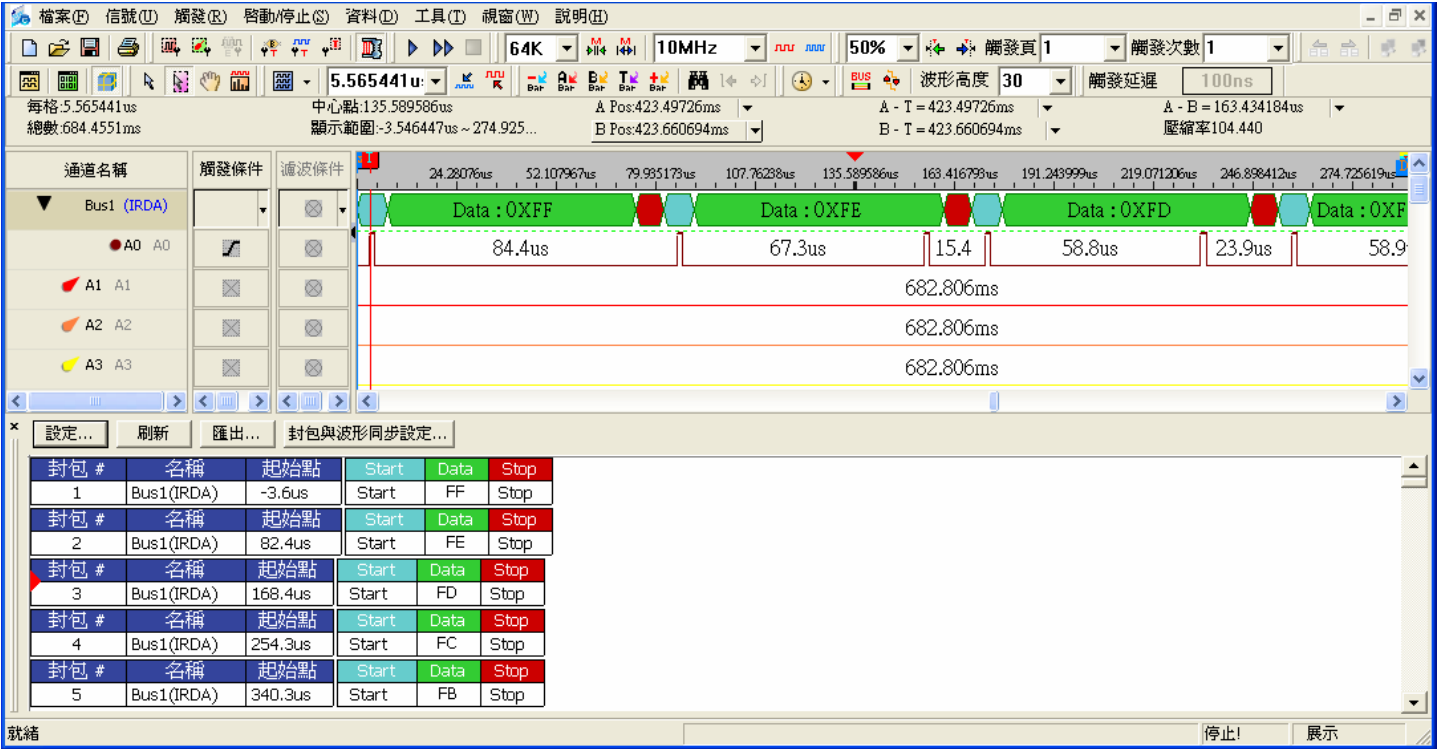 檔案(F) 信號(U) 觸發(R) 啓動/停止(S) 資料(D) 工具(T) 視窗(W) 說明(H)
64K 10MHz 50% 觸發頁 1 觸發次數 1
5.565441u: Bar Bar Bar Bar Bar BUS 波形高度 30 觸發延遲 100ns
每格:5.565441us 中心點:135.589586us A Pos:423.49726ms A - T = 423.49726ms A - B = 163.434184us
總數:684.4551ms 顯示範圍:-3.546447us ~ 274.925... B Pos:423.660694ms B - T = 423.660694ms 壓縮率104.440
通道名稱 觸發條件 濾波條件 24.28076us 52.107967us 79.935173us 107.76238us 135.589586us 163.416793us 191.243999us 219.071206us 246.898412us 274.725619us
Bus1 (IRDA) Data : 0XFF Data : 0XFE Data : 0XFD Data : 0XF
A0 A0 84.4us 67.3us 15.4 58.8us 23.9us 58.9
A1 A1 682.806ms
A2 A2 682.806ms
A3 A3 682.806ms
設定... 刷新 匯出... 封包與波形同步設定...
封包 # 名稱 起始點 Start Data Stop
1 Bus1(IRDA) -3.6us Start FF Stop
封包 # 名稱 起始點 Start Data Stop
2 Bus1(IRDA) 82.4us Start FE Stop
封包 # 名稱 起始點 Start Data Stop
3 Bus1(IRDA) 168.4us Start FD Stop
封包 # 名稱 起始點 Start Data Stop
4 Bus1(IRDA) 254.3us Start FC Stop
封包 # 名稱 起始點 Start Data Stop
5 Bus1(IRDA) 340.3us Start FB Stop
就緒 停止! 展示